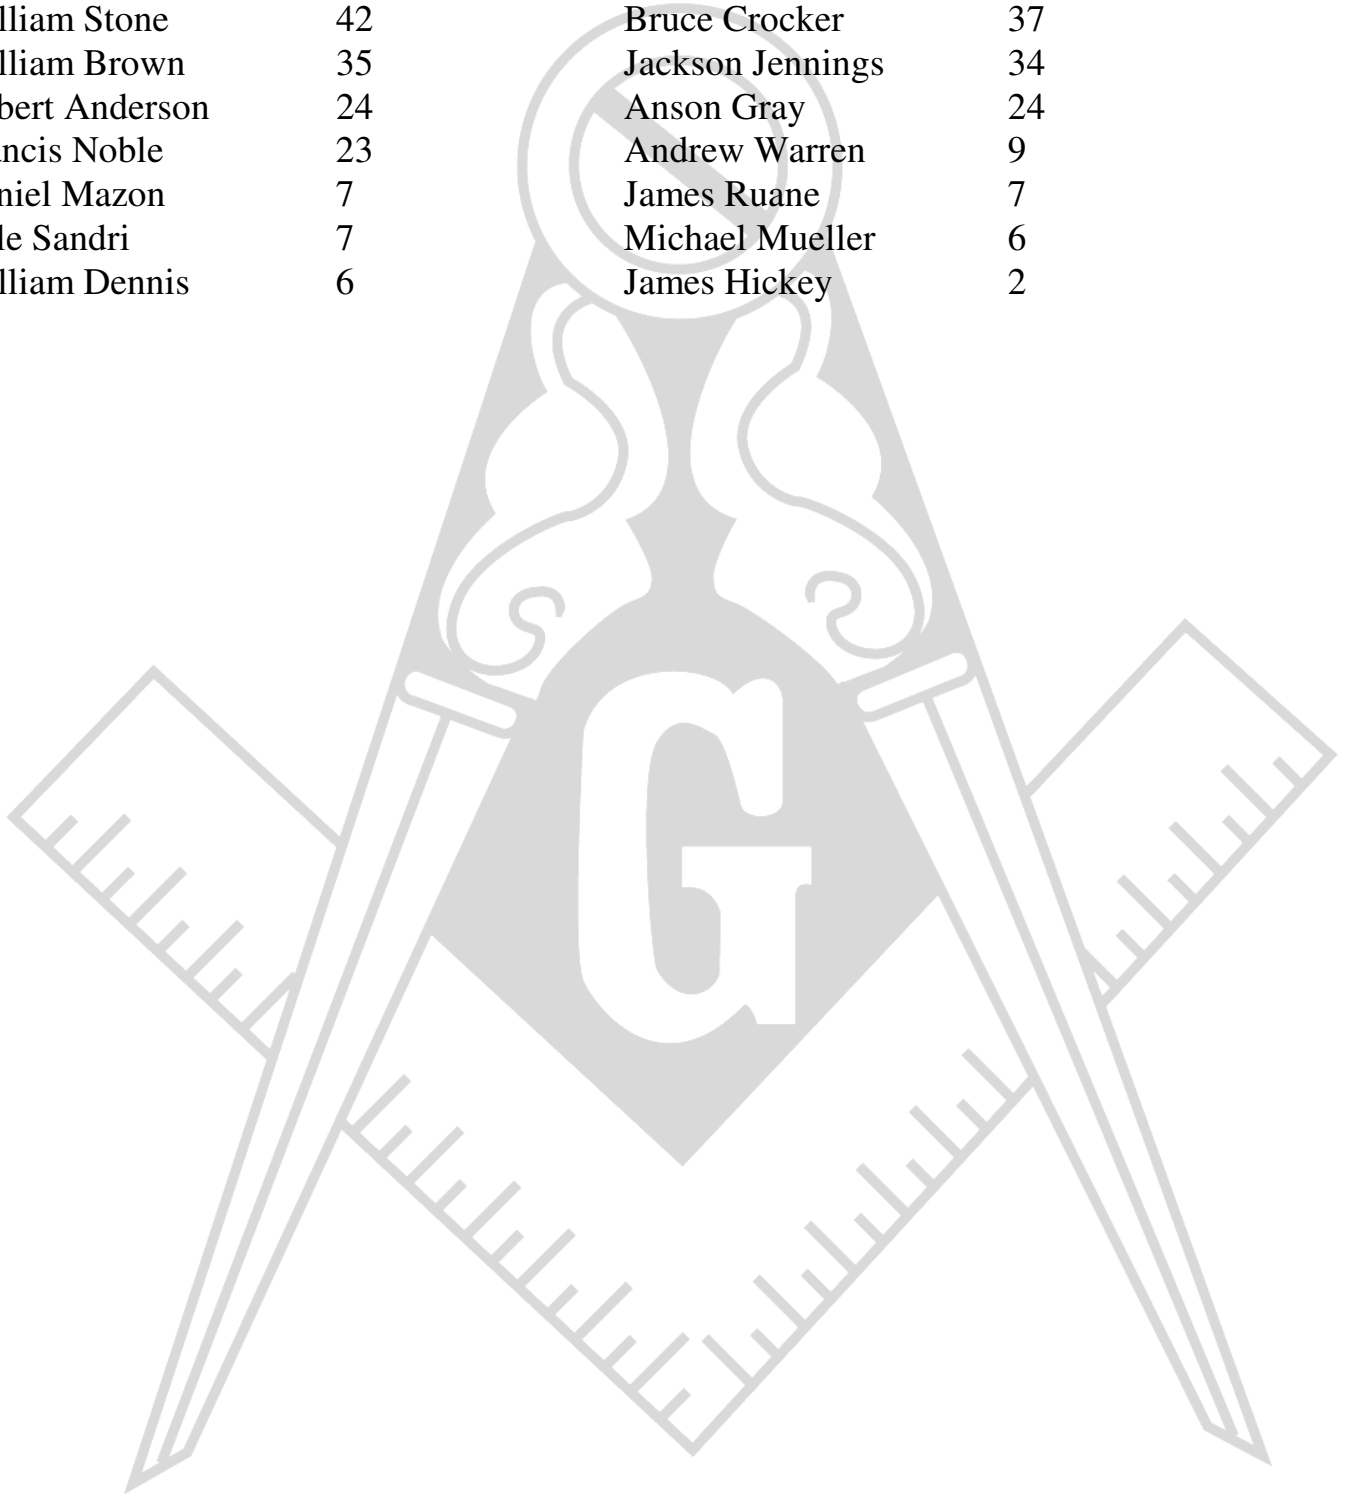 lliam Stone 42 Bruce Crocker 37
lliam Brown 35 Jackson Jennings 34
bert Anderson 24 Anson Gray 24
ncis Noble 23 Andrew Warren 9
niel Mazon 7 James Ruane 7
le Sandri 7 Michael Mueller 6
lliam Dennis 6 James Hickey 2
G